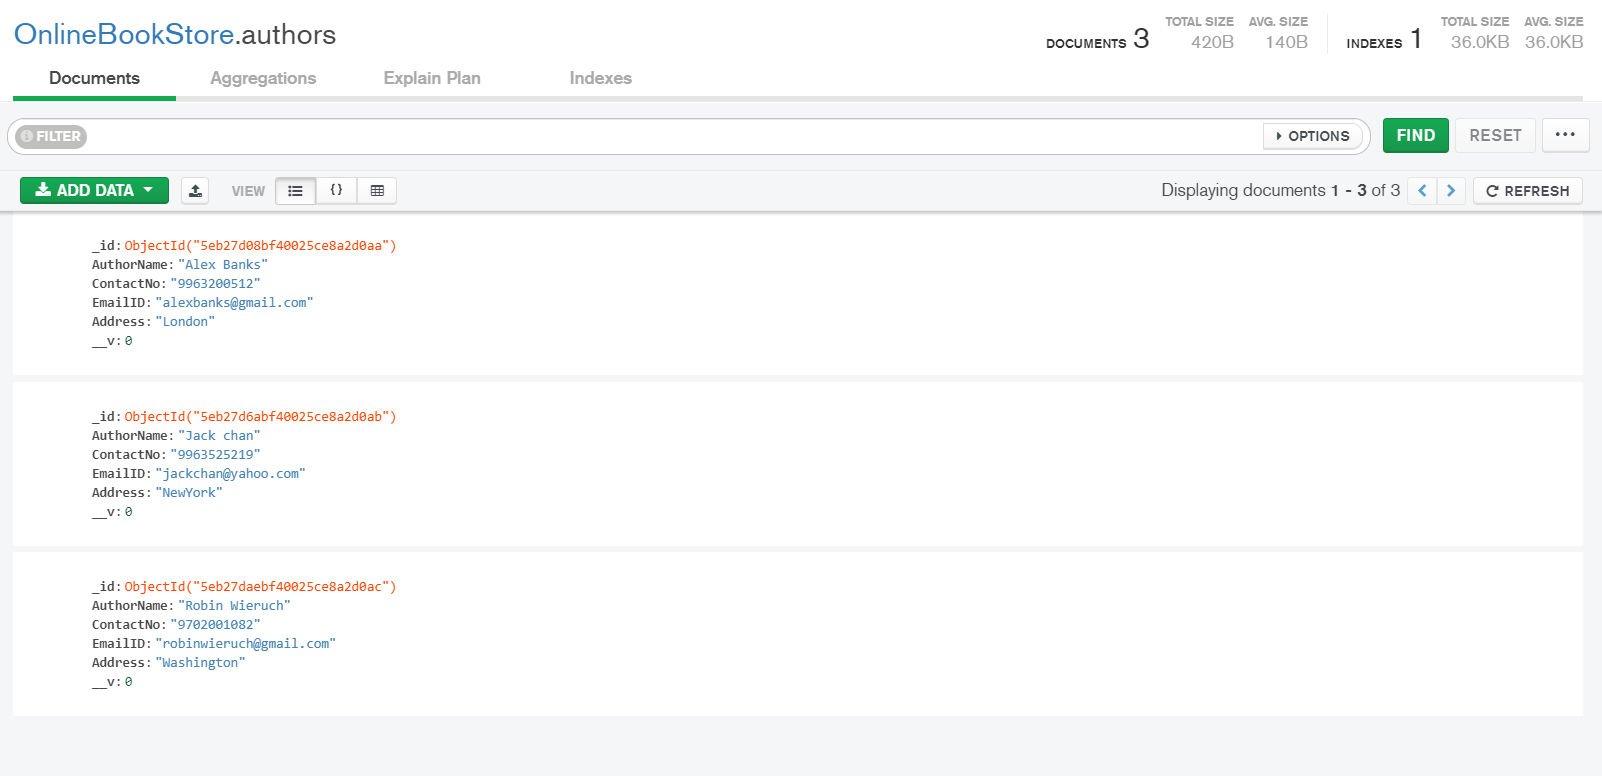 OnlineBookStore.authors
DOCUMENTS 3 TOTAL SIZE 420B AVG. SIZE 140B INDEXES 1 TOTAL SIZE 36.0KB AVG. SIZE 36.0KB
Documents Aggregations Explain Plan Indexes
FILTER OPTIONS FIND RESET ...
ADD DATA VIEW {} Displaying documents 1 - 3 of 3 < > REFRESH
_id: ObjectId("5eb27d08bf40025ce8a2d0aa")
AuthorName: "Alex Banks"
ContactNo: "9963200512"
EmailID: "alexbanks@gmail.com"
Address: "London"
__v: 0
_id: ObjectId("5eb27d6abf40025ce8a2d0ab")
AuthorName: "Jack chan"
ContactNo: "9963525219"
EmailID: "jackchan@yahoo.com"
Address: "NewYork"
__v: 0
_id: ObjectId("5eb27daebf40025ce8a2d0ac")
AuthorName: "Robin Wieruch"
ContactNo: "9702001082"
EmailID: "robinwieruch@gmail.com"
Address: "Washington"
__v: 0